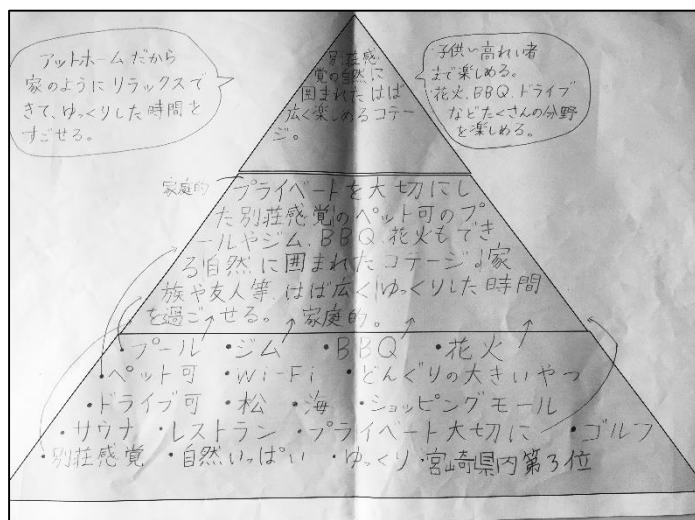 アットホームだから
家のようにリラックスで
きて、ゆっくりした時間を
すごせる。
別荘感
覚の自然に
囲まれたはば
広く楽しめるコテー
ジ。
子供い高れい者
まで楽しめる。
花火、BBQ、ドライブ
などたくさんの分野
を楽しめる。
家庭的
プライベートを大切にし
た別荘感覚のペット可のプ
ールやジム、BBQ、花火もでき
る自然に囲まれたコテージ。家
族や友人等、はば広くゆっくりした時間
を過ごせる。家庭的。
・プール ・ジム ・BBQ ・花火
・ペット可 ・Wi-Fi ・どんぐりの大きいやつ
・ドライブ可 ・松 ・海 ・ショッピングモール
・サウナ ・レストラン ・プライベート大切に ・ゴルフ
・別荘感覚 ・自然いっぱい ・ゆっくり ・宮崎県内第3位